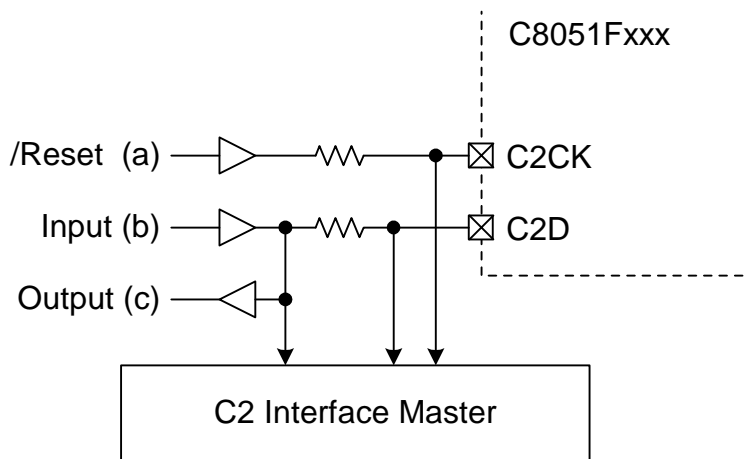 C8051Fxxx
/Reset (a)
C2CK
Input (b)
C2D
Output (c)
C2 Interface Master